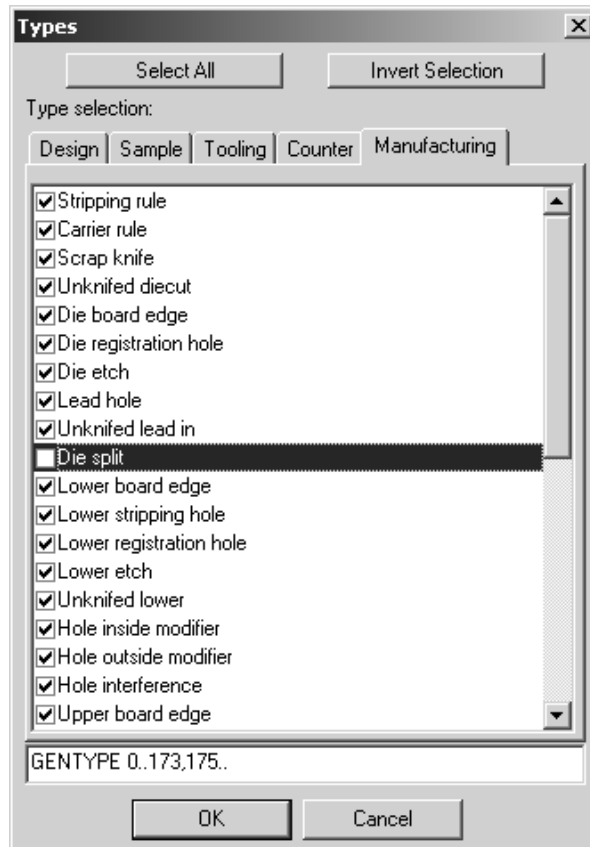 Types
Select All Invert Selection
Type selection:
Design Sample Tooling Counter Manufacturing
Stripping rule
Carrier rule
Scrap knife
Unknifed diecut
Die board edge
Die registration hole
Die etch
Lead hole
Unknifed lead in
Die split
Lower board edge
Lower stripping hole
Lower registration hole
Lower etch
Unknifed lower
Hole inside modifier
Hole outside modifier
Hole interference
Upper board edge
GENTYPE 0..173,175..
OK Cancel